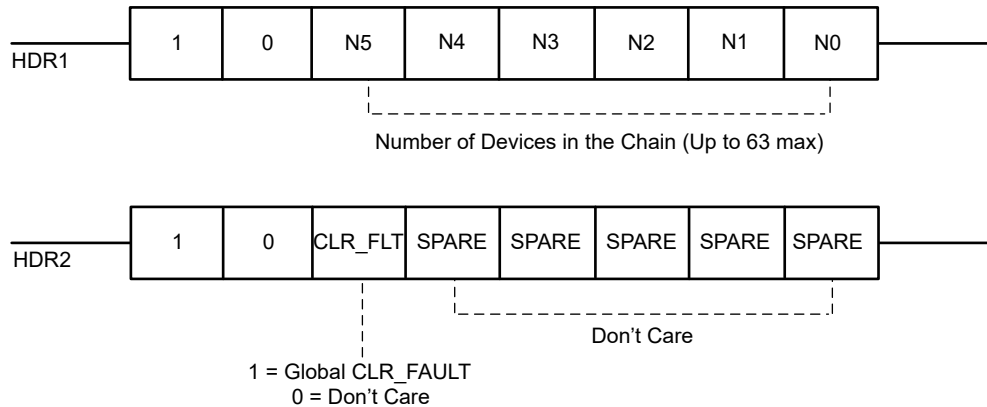 HDR1 1 0 N5 N4 N3 N2 N1 N0
Number of Devices in the Chain (Up to 63 max)
HDR2 1 0 CLR_FLT SPARE SPARE SPARE SPARE SPARE
Don’t Care
1 = Global CLR_FAULT
0 = Don’t Care